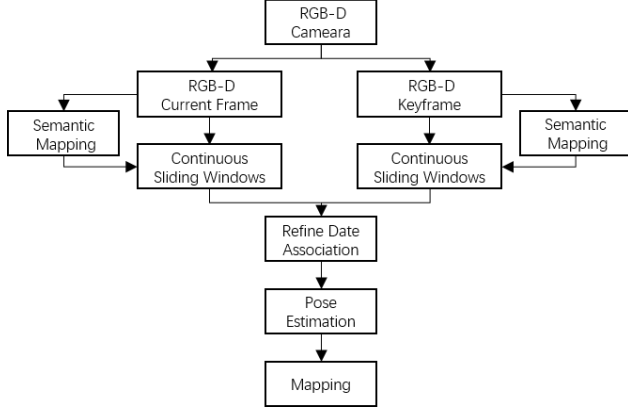 RGB-D
Cameara
RGB-D
Current Frame
RGB-D
Keyframe
Semantic
Mapping
Continuous
Sliding Windows
Continuous
Sliding Windows
Semantic
Mapping
Refine Date
Association
Pose
Estimation
Mapping